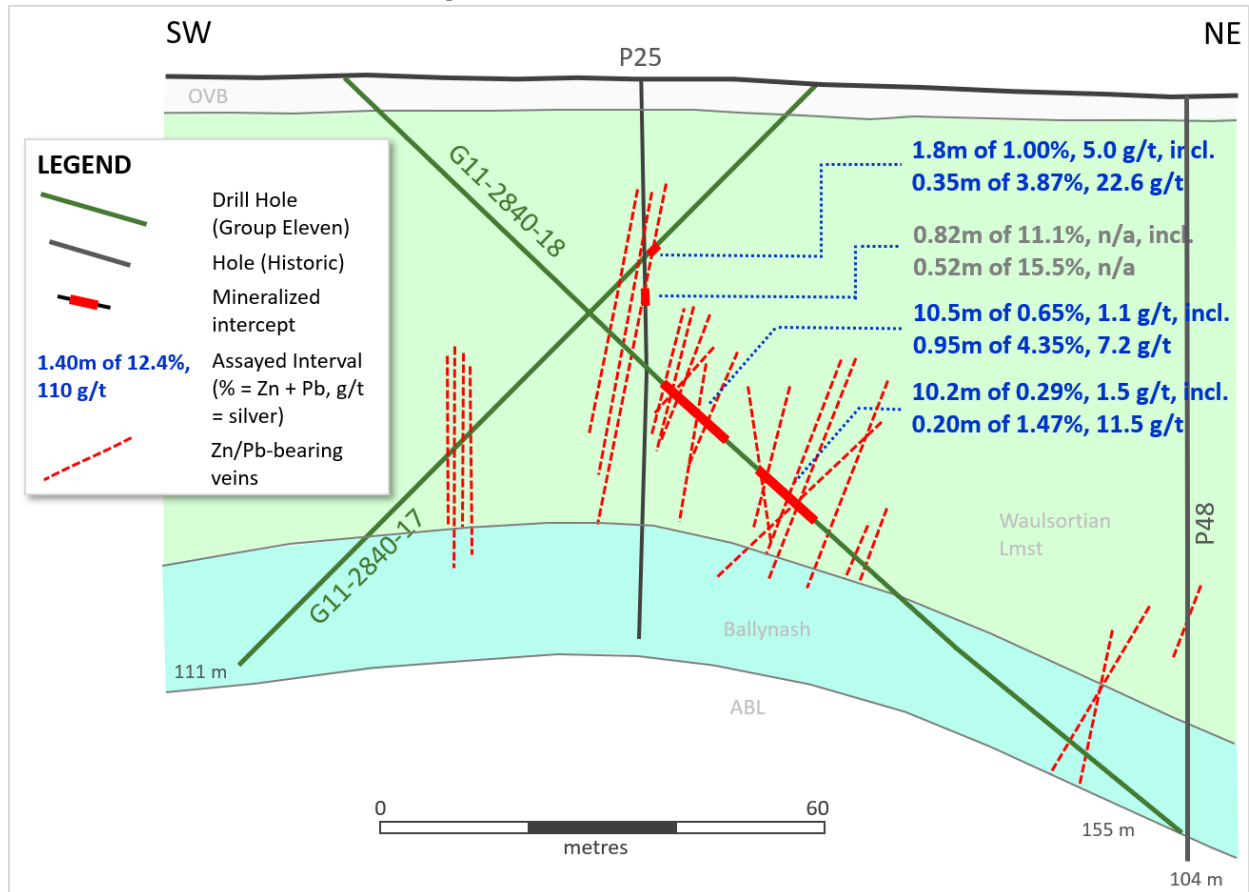 SW
NE
P25
OVB
LEGEND
Drill Hole
(Group Eleven)
Hole (Historic)
Mineralized
intercept
1.40m of 12.4%,
110 g/t
Assayed Interval
(% = Zn + Pb, g/t
= silver)
Zn/Pb-bearing
veins
G11-2840-18
1.8m of 1.00%, 5.0 g/t, incl.
0.35m of 3.87%, 22.6 g/t
0.82m of 11.1%, n/a, incl.
0.52m of 15.5%, n/a
10.5m of 0.65%, 1.1 g/t, incl.
0.95m of 4.35%, 7.2 g/t
10.2m of 0.29%, 1.5 g/t, incl.
0.20m of 1.47%, 11.5 g/t
Waulsortian
Lmst
P48
G11-2840-17
Ballynash
111 m
ABL
0
60
metres
155 m
104 m